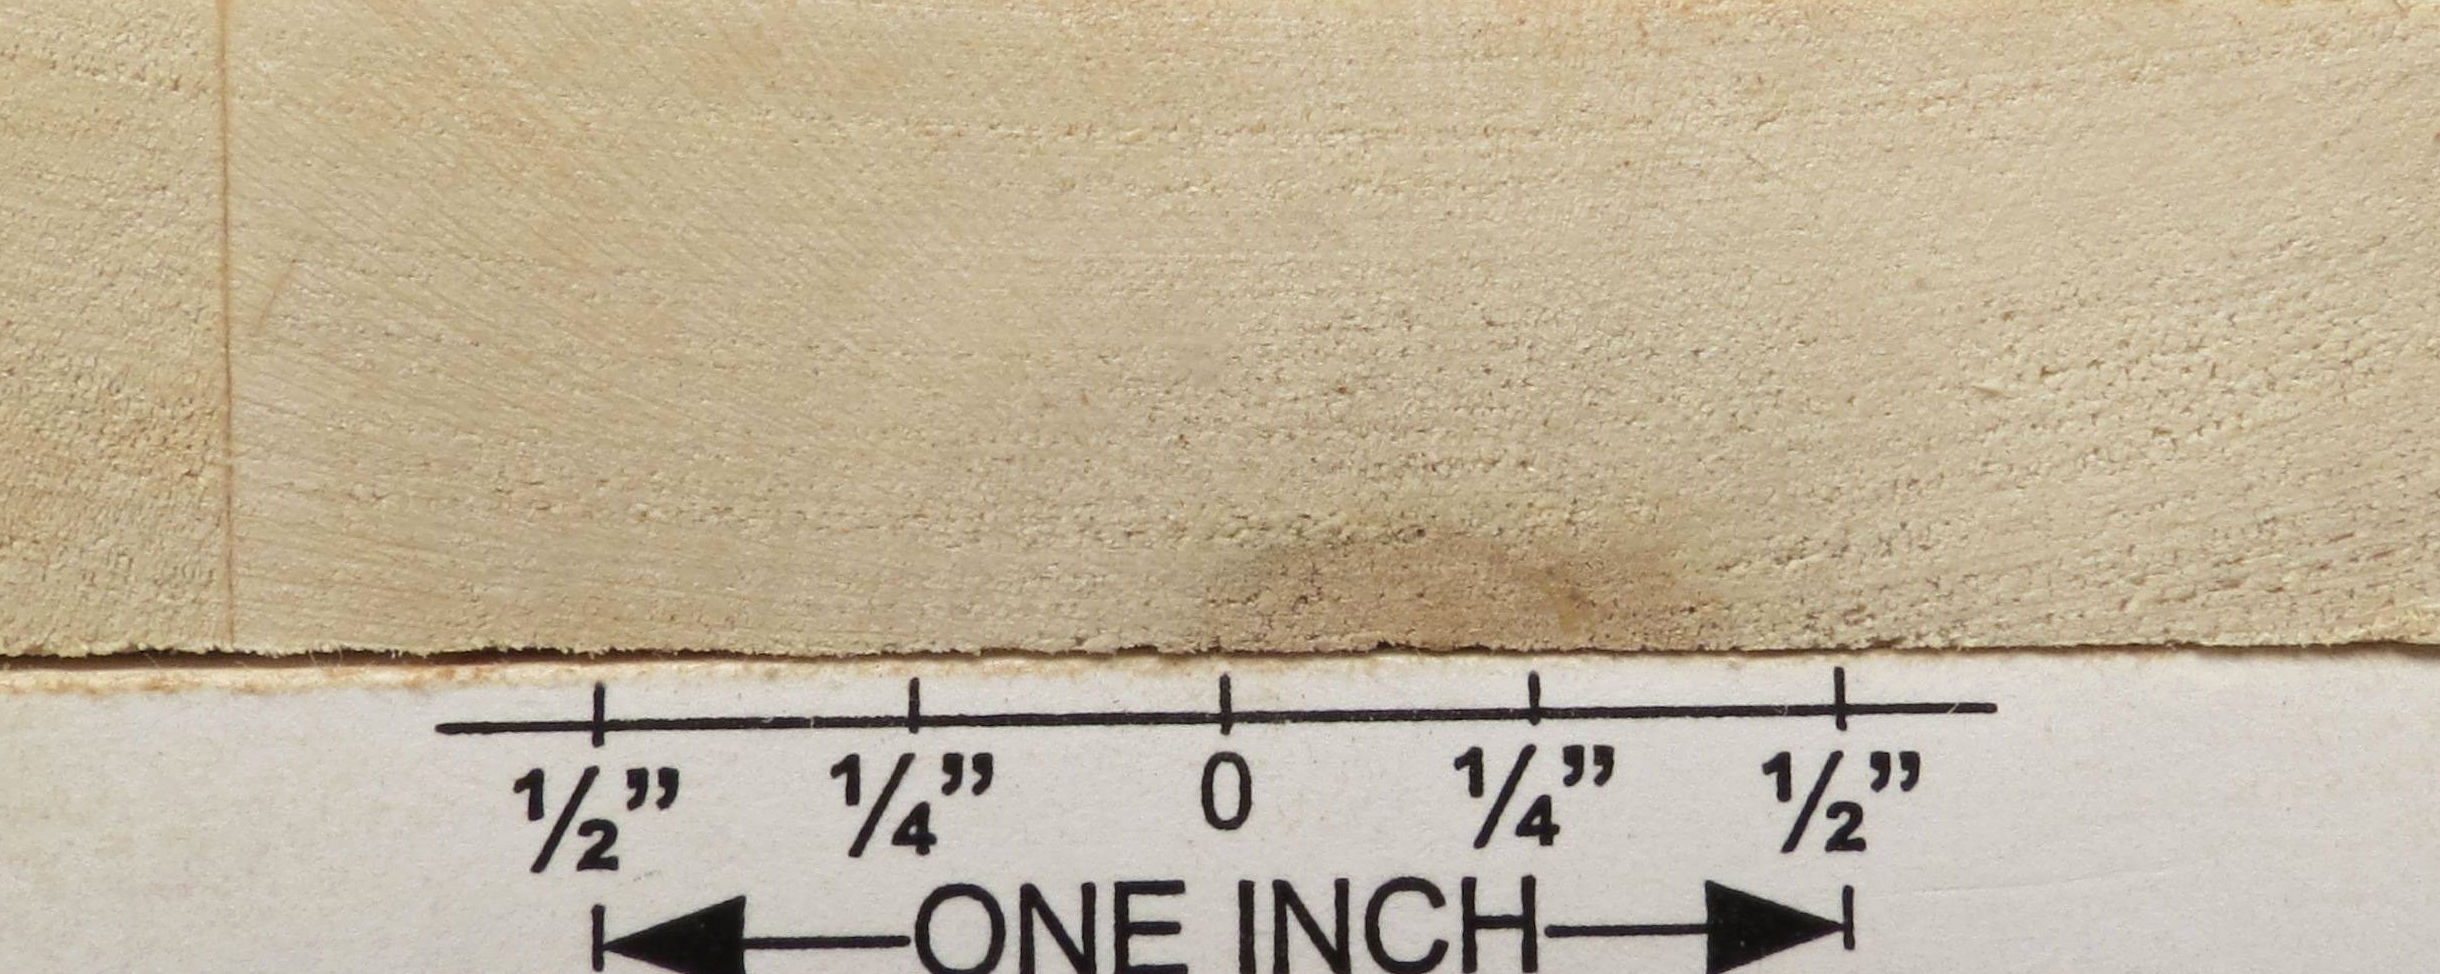 ½” ¼” 0 ¼” ½”
ONE INCH